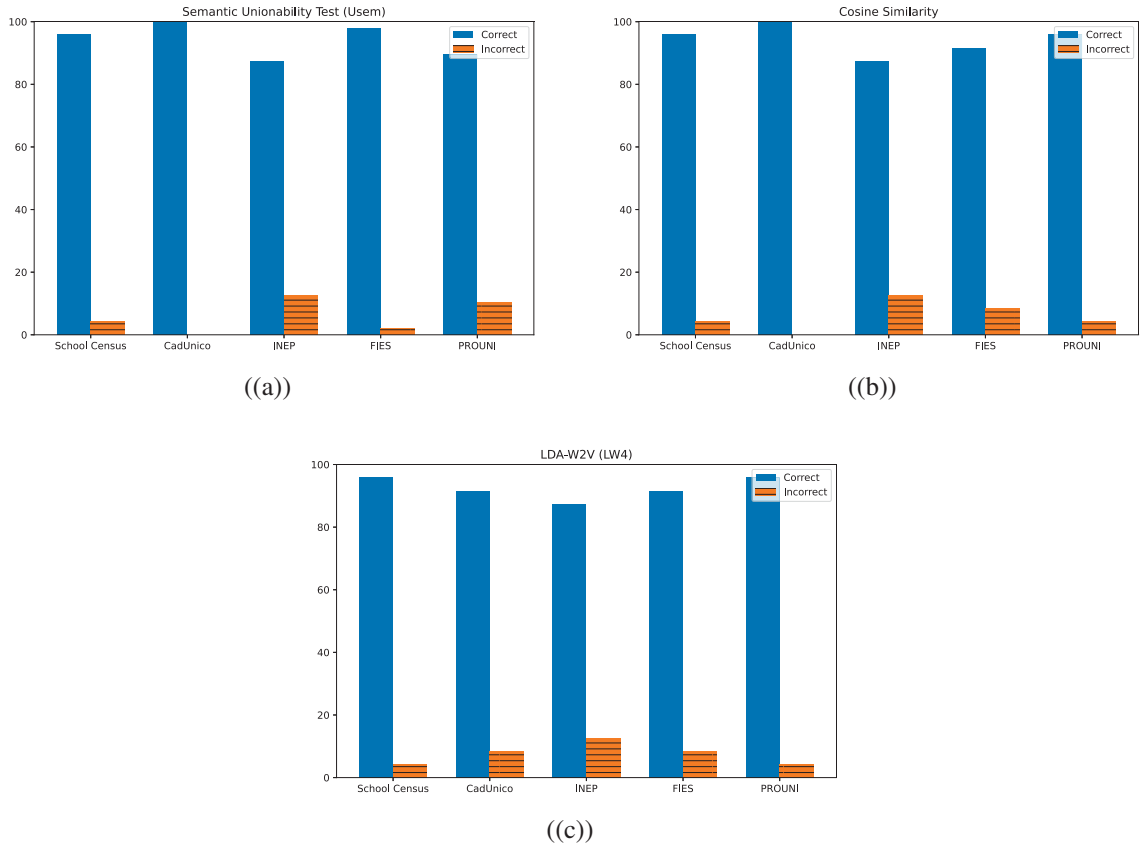 Semantic Unionability Test (Usem)
100
80
60
40
20
0
Correct
Incorrect
School Census
CadUnico
INEP
FIES
PROUNI
((a))
Cosine Similarity
100
80
60
40
20
0
Correct
Incorrect
School Census
CadUnico
INEP
FIES
PROUNI
((b))
LDA-W2V (LW4)
100
80
60
40
20
0
Correct
Incorrect
School Census
CadUnico
INEP
FIES
PROUNI
((c))